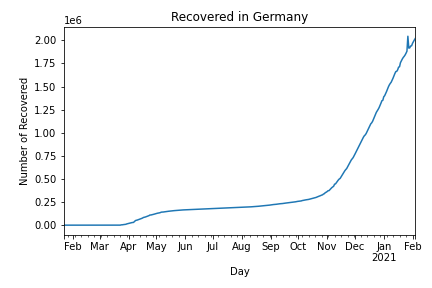 Recovered in Germany
1e6
2.00
1.75
1.50
1.25
1.00
0.75
0.50
0.25
0.00
Number of Recovered
Feb Mar Apr May Jun Jul Aug Sep Oct Nov Dec Jan Feb
2021
Day